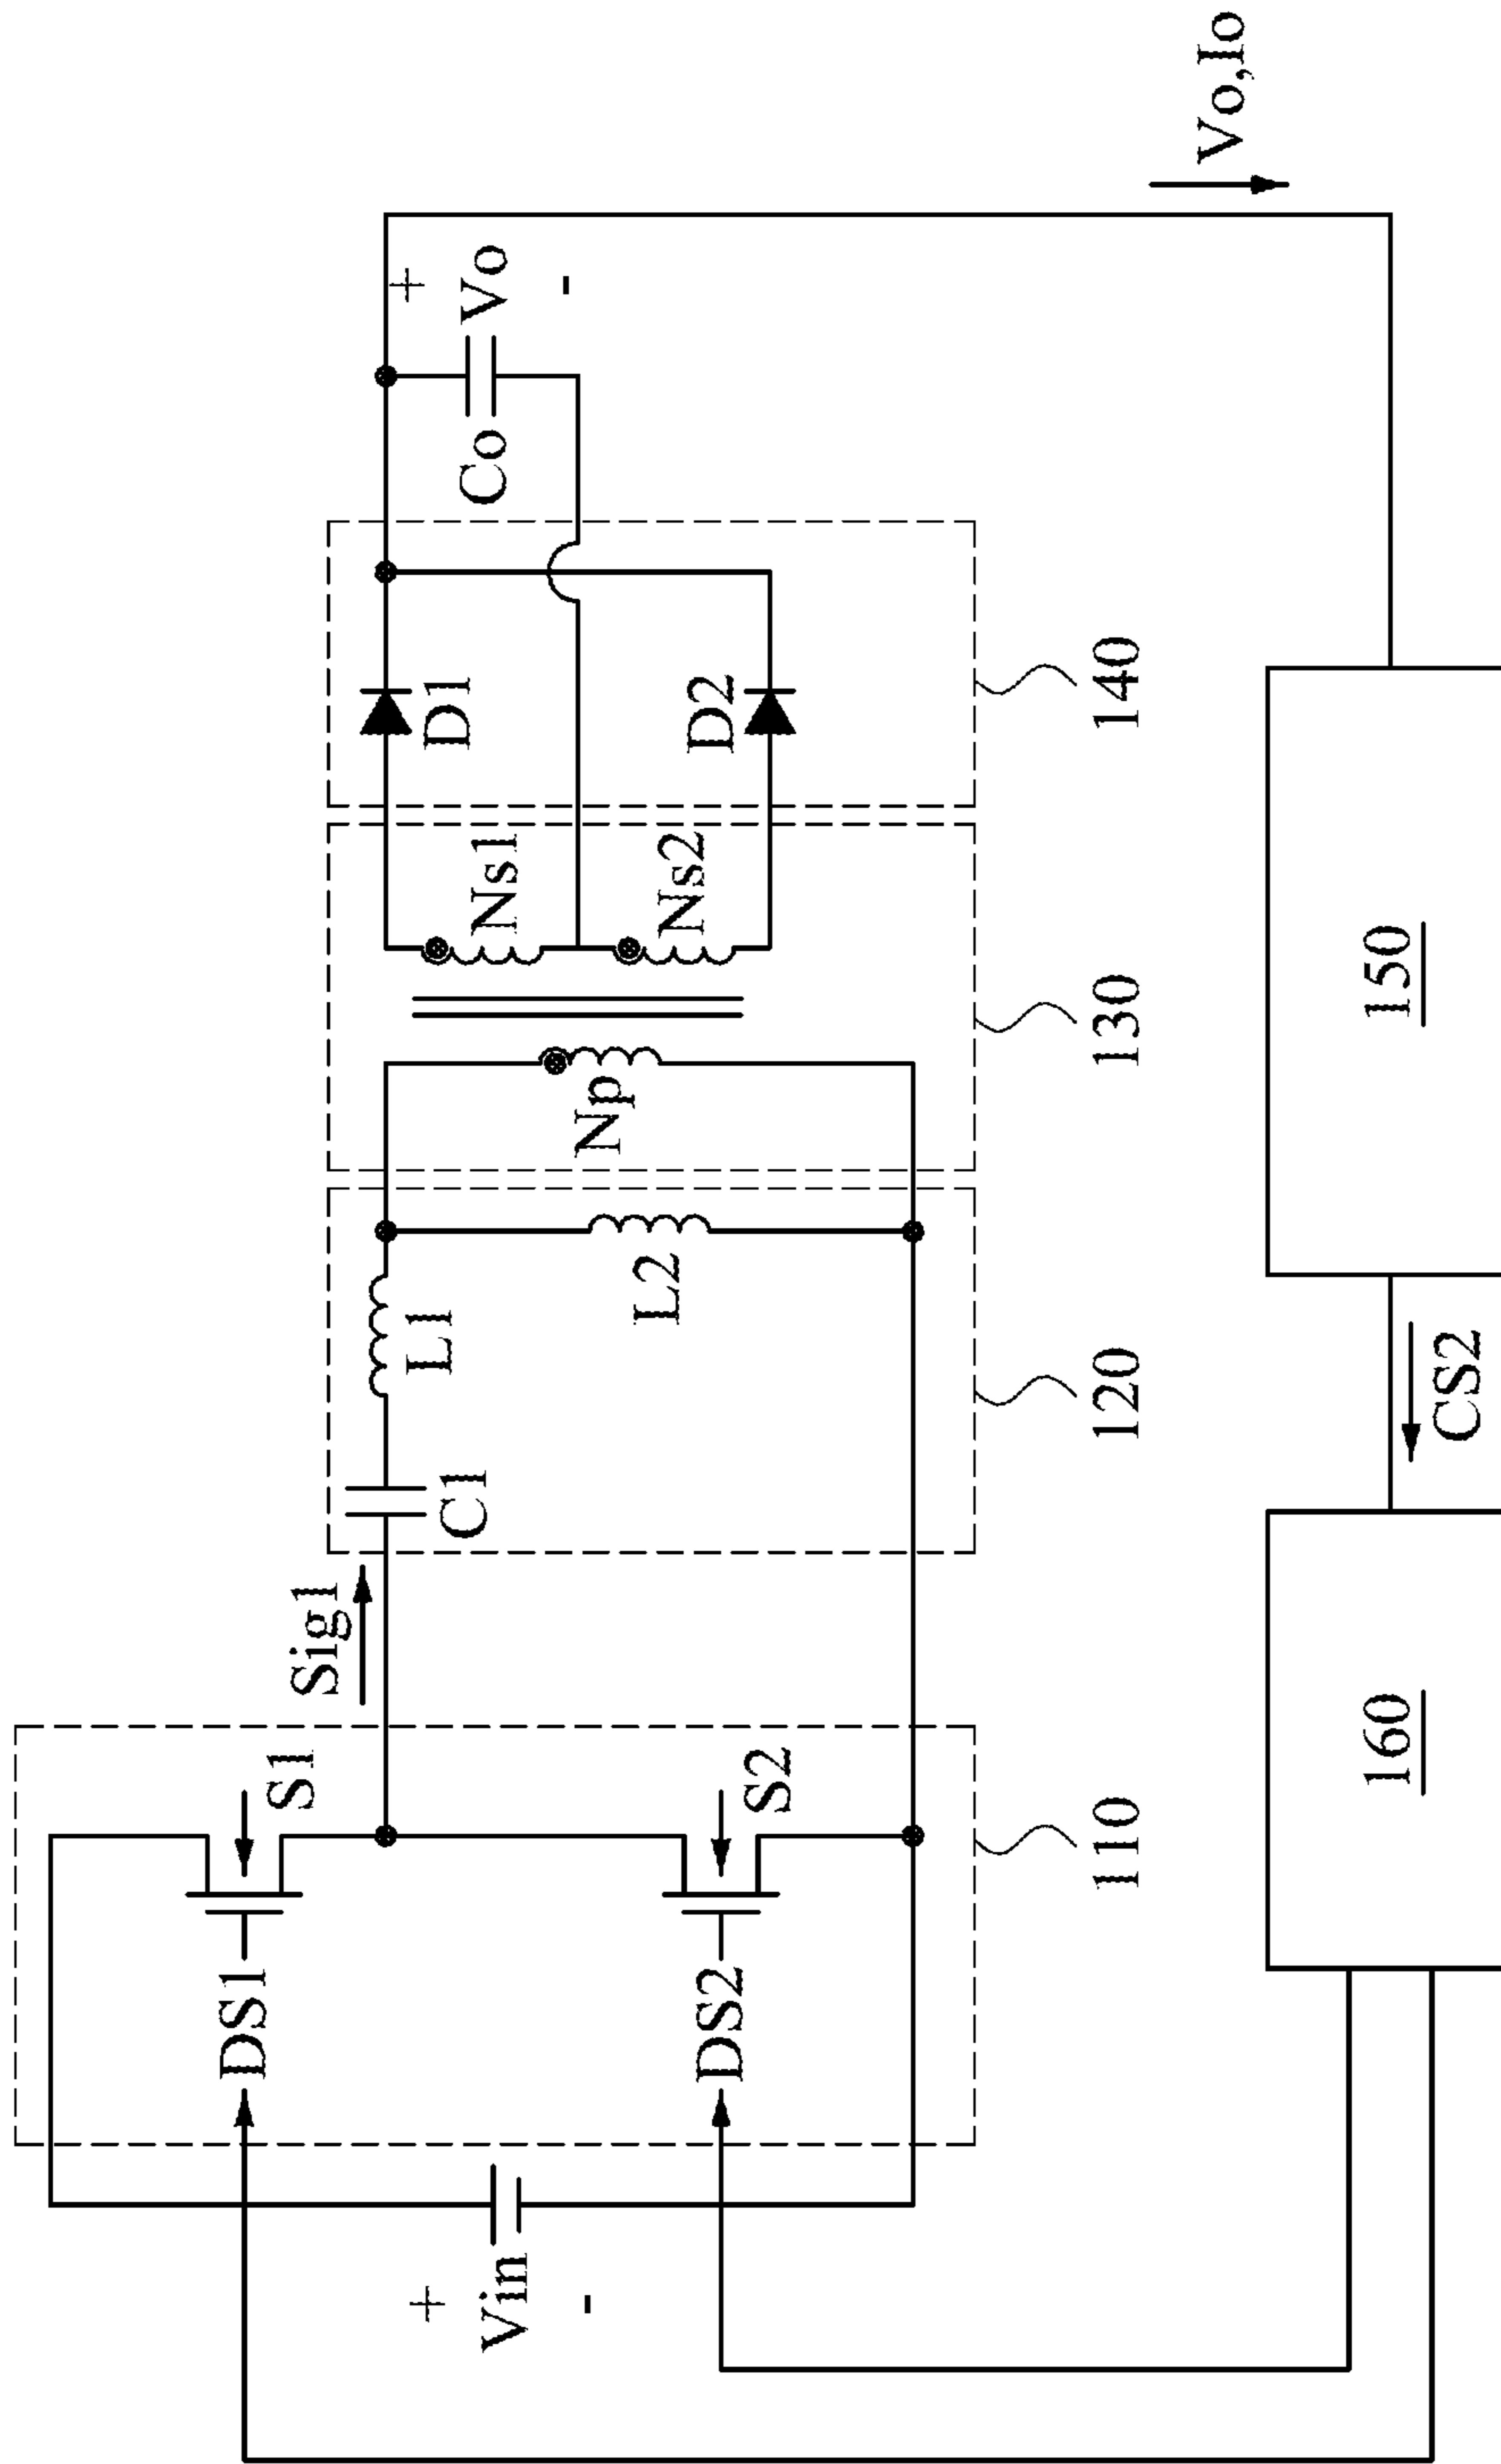 Sig1
S1
DS1
+
Vin
-
S2
DS2
110
C1
L1
L2
120
Np
Ns1
Ns2
130
D1
D2
140
Co
+
Vo
-
Vo,Io
160
CS2
150